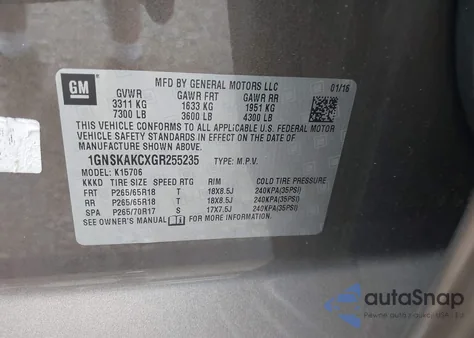 GM
MFD BY GENERAL MOTORS LLC
01/16
GVWR GAWR FRT GAWR RR
3311 KG 1633 KG 1951 KG
7300 LB 3600 LB 4300 LB
THIS VEHICLE CONFORMS TO ALL APPLICABLE U.S. FEDERAL MOTOR
VEHICLE SAFETY STANDARDS IN EFFECT ON THE DATE OF
MANUFACTURE SHOWN ABOVE.
1GNSKAKCXGR255235 TYPE: M.P.V.
MODEL: K15706
KKKD TIRE SIZE SPEED RTG RIM COLD TIRE PRESSURE
FRT P265/65R18 T 18X8.5J 240KPA(35PSI)
RR P265/65R18 T 18X8.5J 240KPA(35PSI)
SPA P265/70R17 S 17X7.5J 240KPA(35PSI)
SEE OWNER'S MANUAL FOR MORE INFORMATION
autoSnap